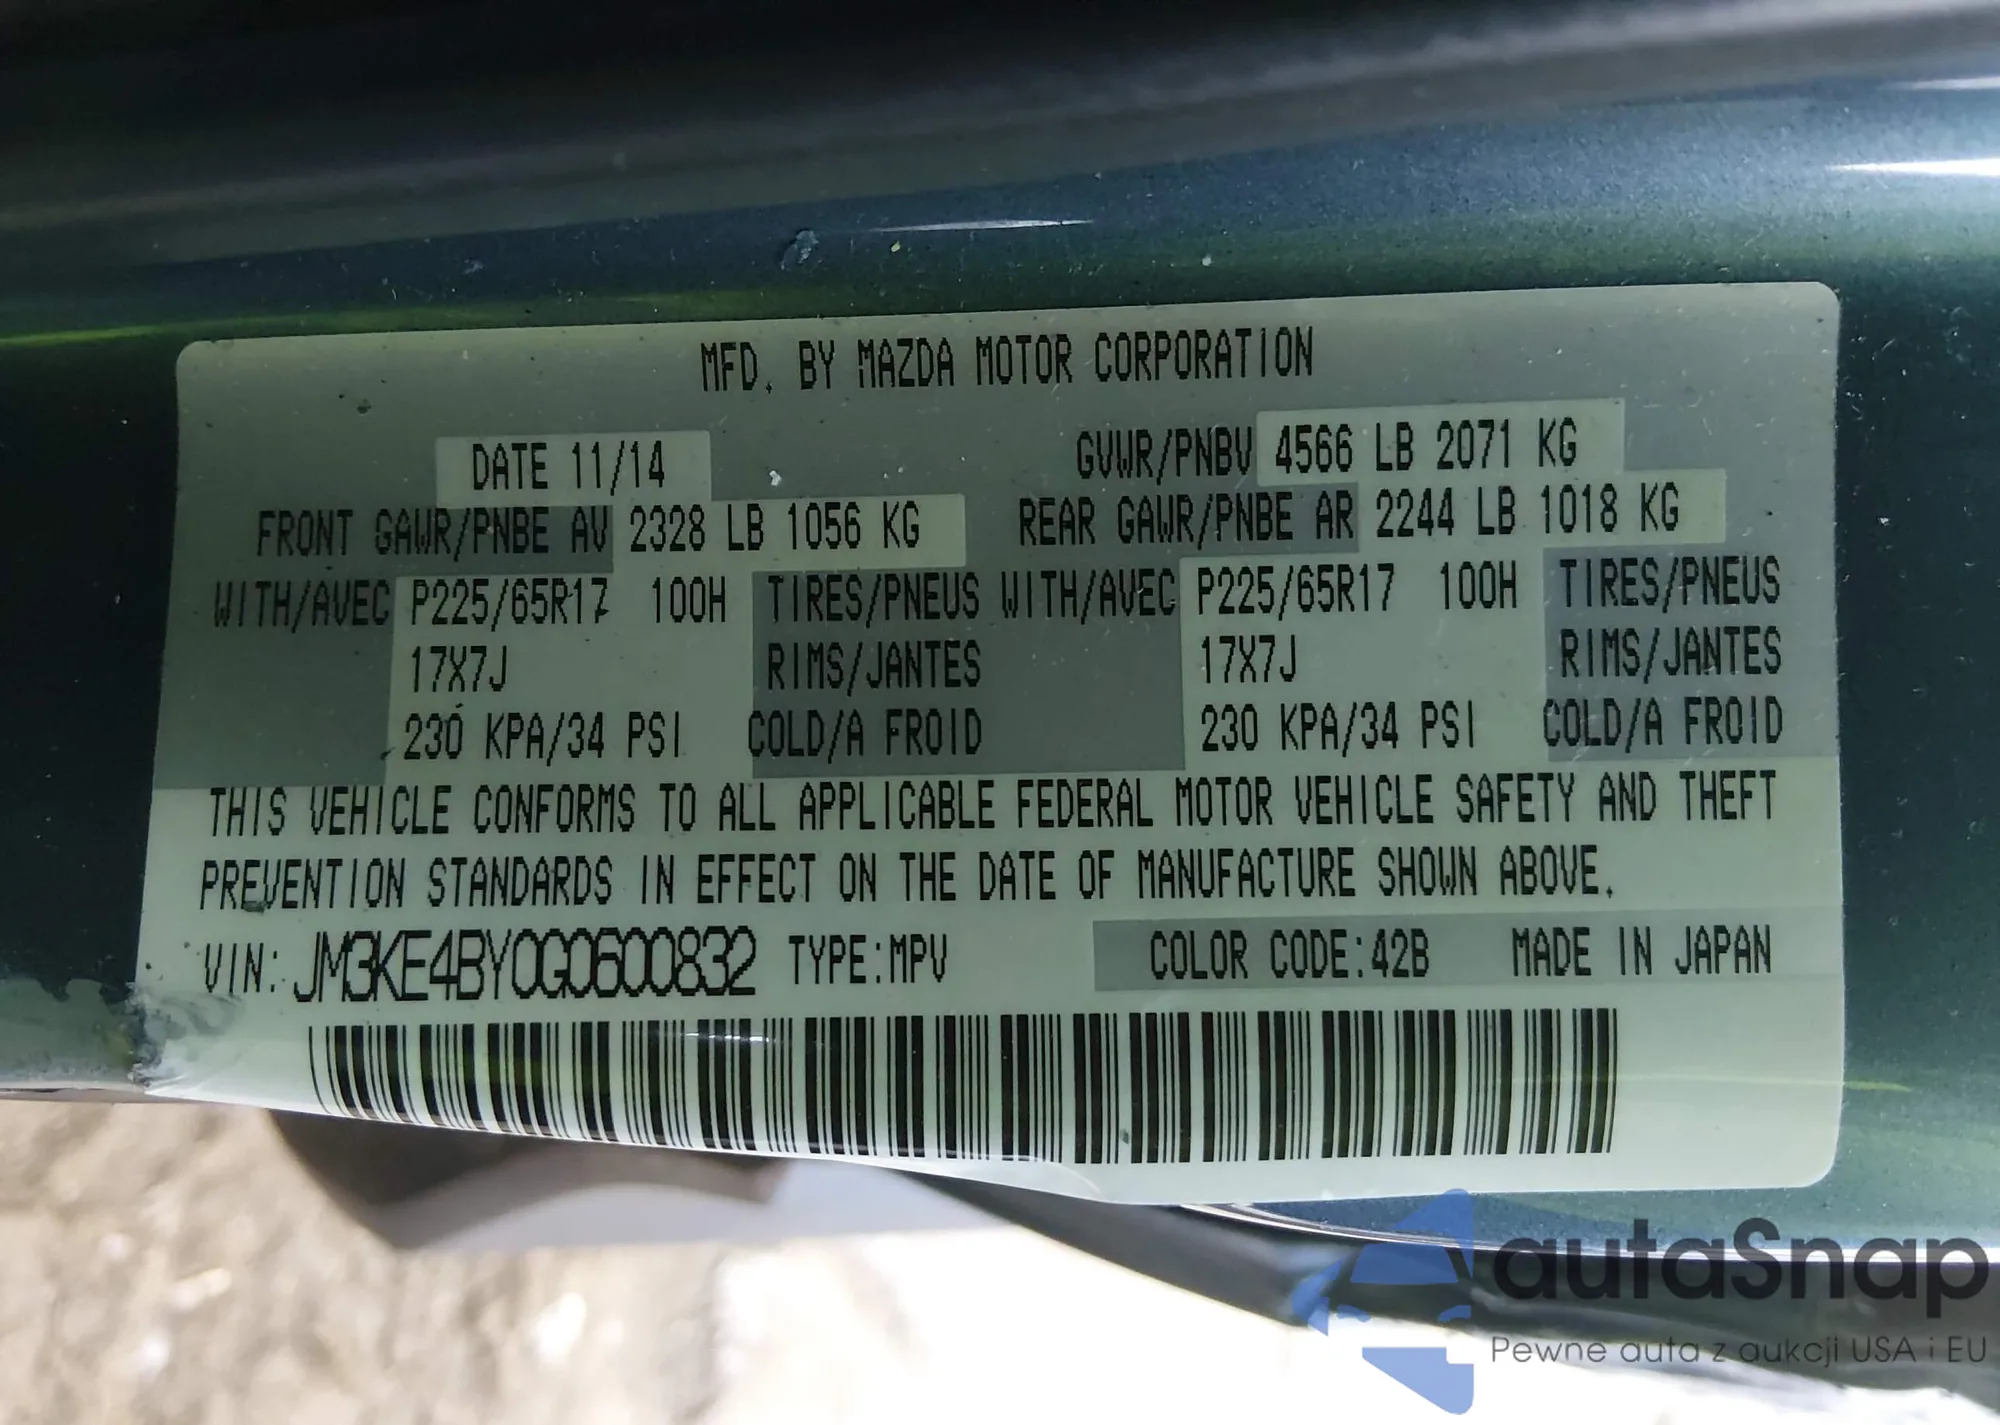 MFD. BY MAZDA MOTOR CORPORATION
DATE 11/14 GVWR/PNBV 4566 LB 2071 KG
FRONT GAWR/PNBE AV 2328 LB 1056 KG REAR GAWR/PNBE AR 2244 LB 1018 KG
WITH/AVEC P225/65R17 100H TIRES/PNEUS WITH/AVEC P225/65R17 100H TIRES/PNEUS
17X7J RIMS/JANTES 17X7J RIMS/JANTES
230 KPA/34 PSI COLD/A FROID 230 KPA/34 PSI COLD/A FROID
THIS VEHICLE CONFORMS TO ALL APPLICABLE FEDERAL MOTOR VEHICLE SAFETY AND THEFT
PREVENTION STANDARDS IN EFFECT ON THE DATE OF MANUFACTURE SHOWN ABOVE.
VIN: JM3KE4BY0G0600832 TYPE:MPV COLOR CODE:42B MADE IN JAPAN
autaSnap
Pewne auta z aukcji USA i EU